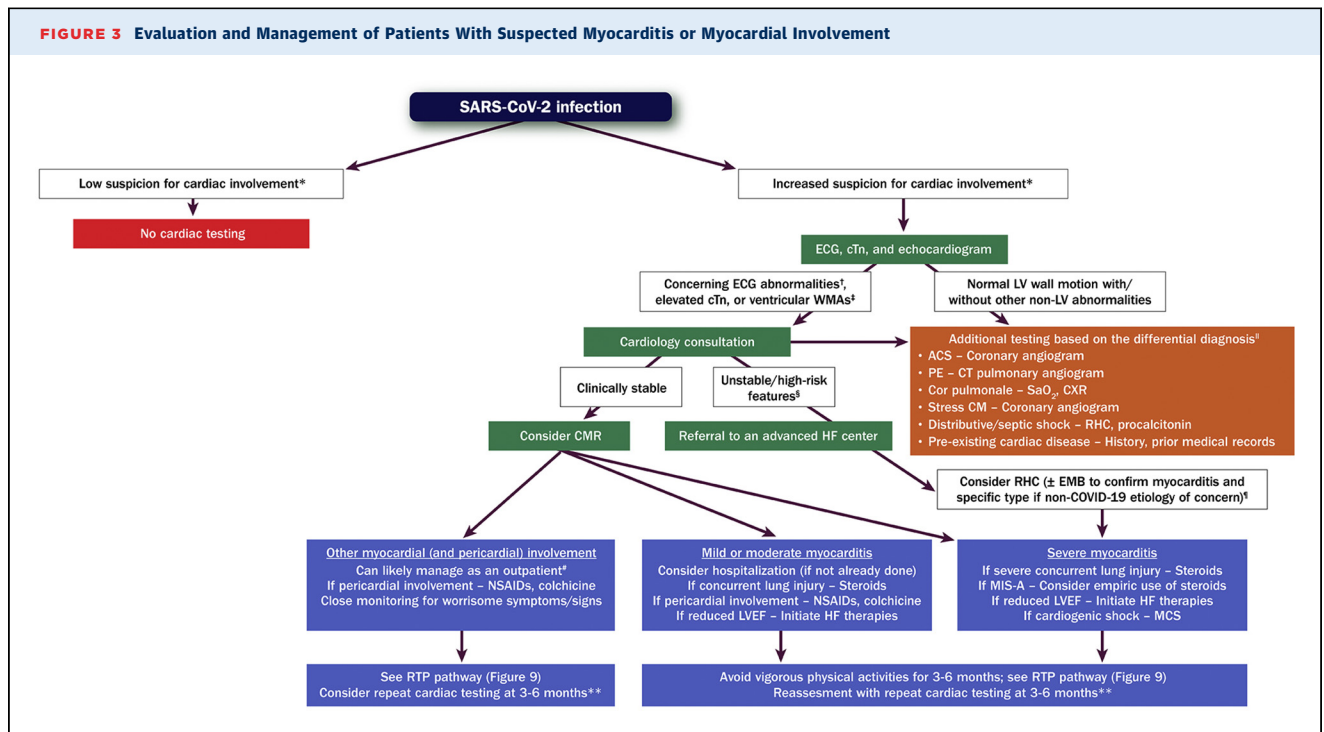 FIGURE 3 Evaluation and Management of Patients With Suspected Myocarditis or Myocardial Involvement
SARS-CoV-2 infection
Low suspicion for cardiac involvement*
Increased suspicion for cardiac involvement*
No cardiac testing
ECG, cTn, and echocardiogram
Concerning ECG abnormalities†,
elevated cTn, or ventricular WMAs‡
Normal LV wall motion with/
without other non-LV abnormalities
Cardiology consultation
Additional testing based on the differential diagnosis‖
• ACS – Coronary angiogram
• PE – CT pulmonary angiogram
• Cor pulmonale – SaO₂, CXR
• Stress CM – Coronary angiogram
• Distributive/septic shock – RHC, procalcitonin
• Pre-existing cardiac disease – History, prior medical records
Clinically stable
Unstable/high-risk
features§
Consider CMR
Referral to an advanced HF center
Consider RHC (± EMB to confirm myocarditis and
specific type if non-COVID-19 etiology of concern)¶
Other myocardial (and pericardial) involvement
Can likely manage as an outpatient#
If pericardial involvement – NSAIDs, colchicine
Close monitoring for worrisome symptoms/signs
Mild or moderate myocarditis
Consider hospitalization (if not already done)
If concurrent lung injury – Steroids
If pericardial involvement – NSAIDs, colchicine
If reduced LVEF – Initiate HF therapies
Severe myocarditis
If severe concurrent lung injury – Steroids
If MIS-A – Consider empiric use of steroids
If reduced LVEF – Initiate HF therapies
If cardiogenic shock – MCS
See RTP pathway (Figure 9)
Consider repeat cardiac testing at 3-6 months**
Avoid vigorous physical activities for 3-6 months; see RTP pathway (Figure 9)
Reassesment with repeat cardiac testing at 3-6 months**